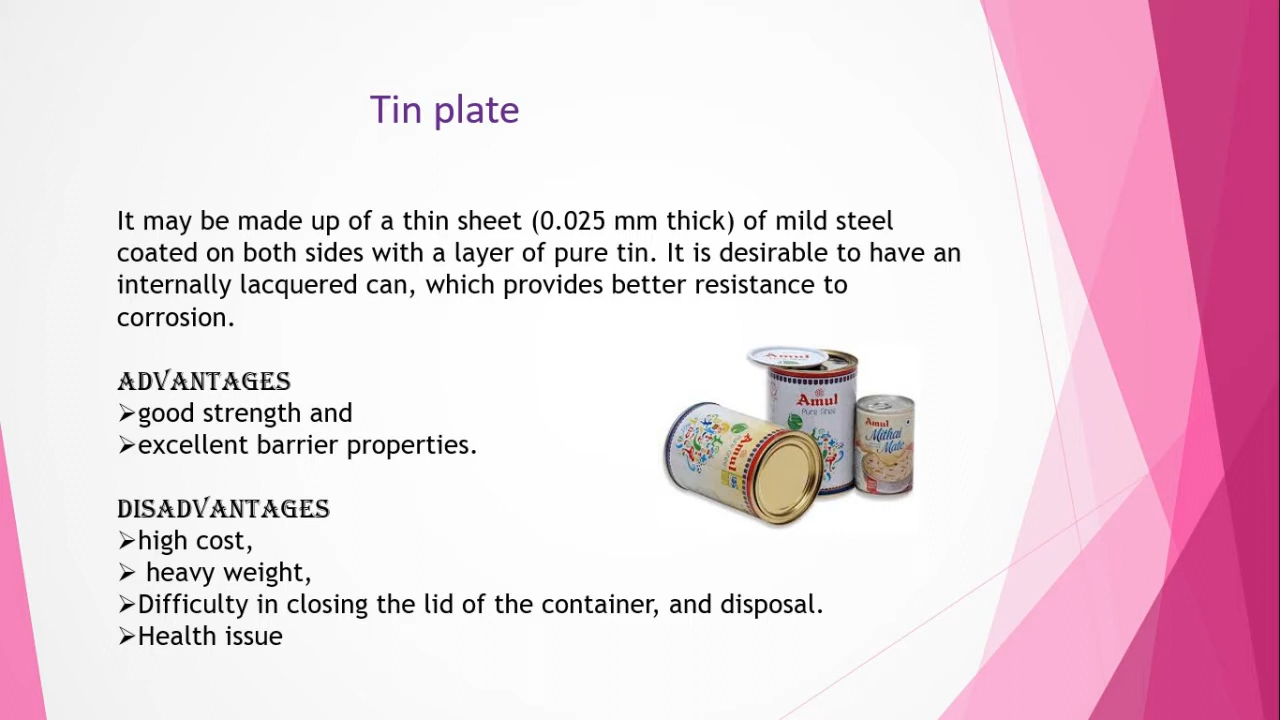 Tin plate
It may be made up of a thin sheet (0.025 mm thick) of mild steel
coated on both sides with a layer of pure tin. It is desirable to have an
internally lacquered can, which provides better resistance to
corrosion.
ADVANTAGES
➢good strength and
➢excellent barrier properties.
DISADVANTAGES
➢high cost,
➢ heavy weight,
➢Difficulty in closing the lid of the container, and disposal.
➢Health issue
Amul
Amul
Pure Ghee
Amul
Amul
Mithai
Mate